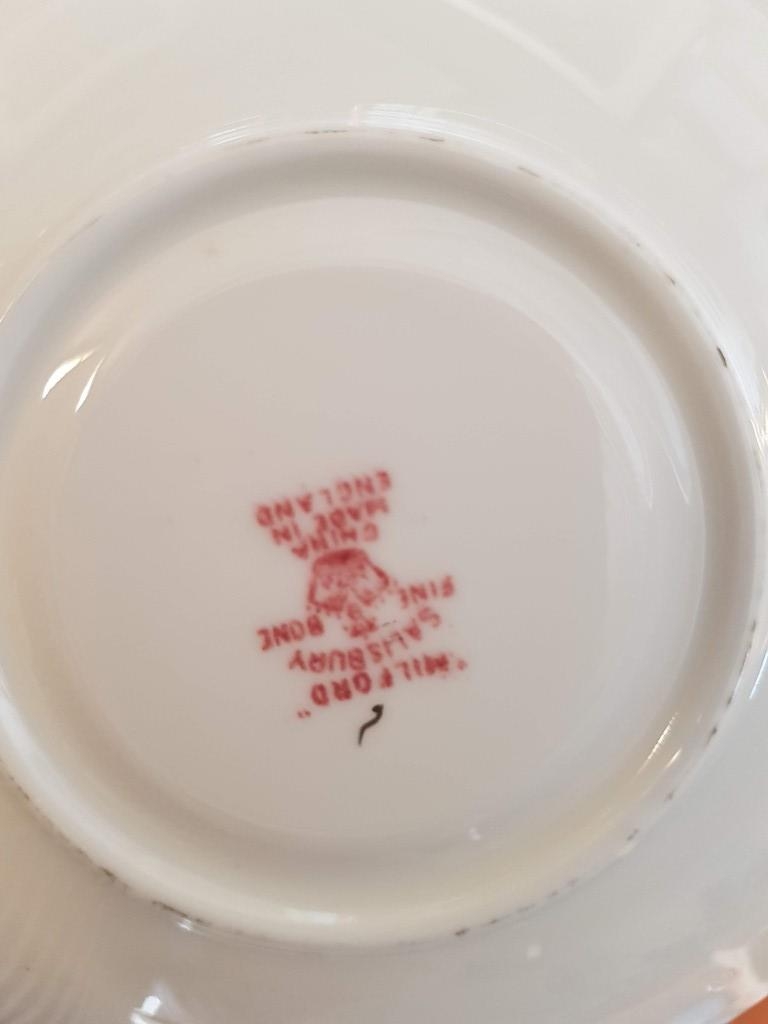 "MILFORD"
SALISBURY
FINE BONE
CHINA
MADE IN
ENGLAND